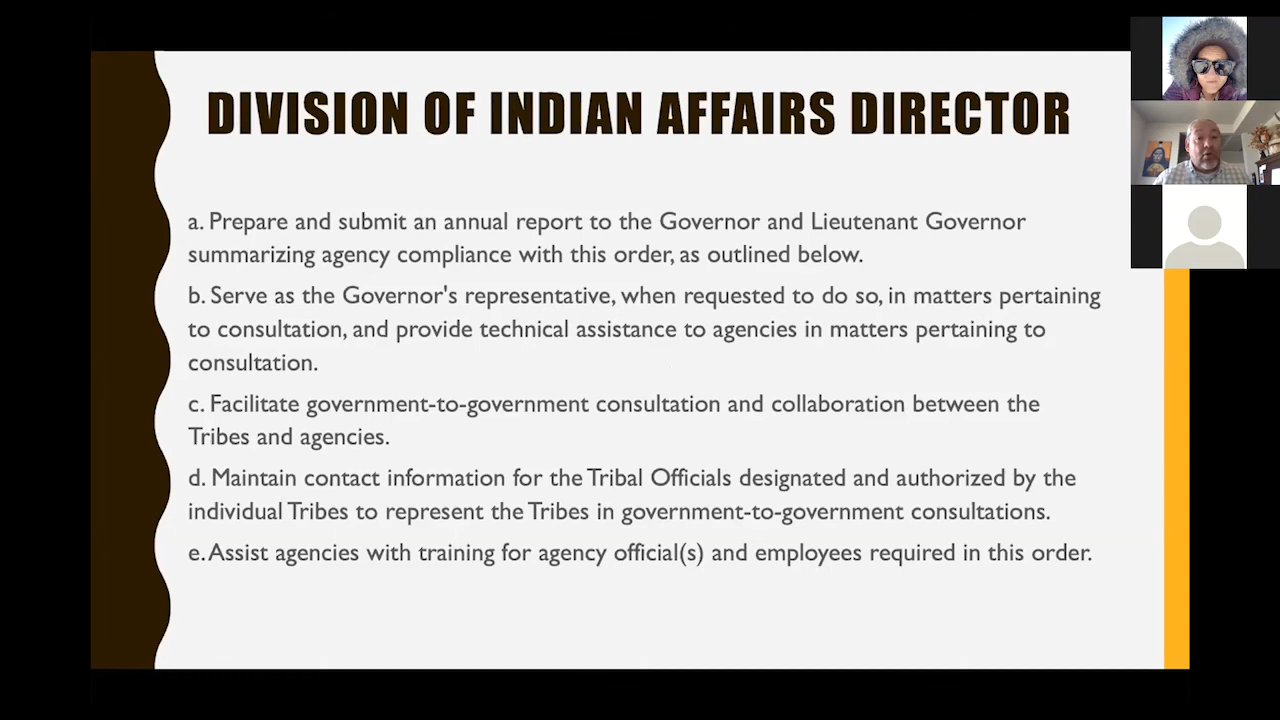 DIVISION OF INDIAN AFFAIRS DIRECTOR
a. Prepare and submit an annual report to the Governor and Lieutenant Governor
summarizing agency compliance with this order, as outlined below.
b. Serve as the Governor's representative, when requested to do so, in matters pertaining
to consultation, and provide technical assistance to agencies in matters pertaining to
consultation.
c. Facilitate government-to-government consultation and collaboration between the
Tribes and agencies.
d. Maintain contact information for the Tribal Officials designated and authorized by the
individual Tribes to represent the Tribes in government-to-government consultations.
e. Assist agencies with training for agency official(s) and employees required in this order.